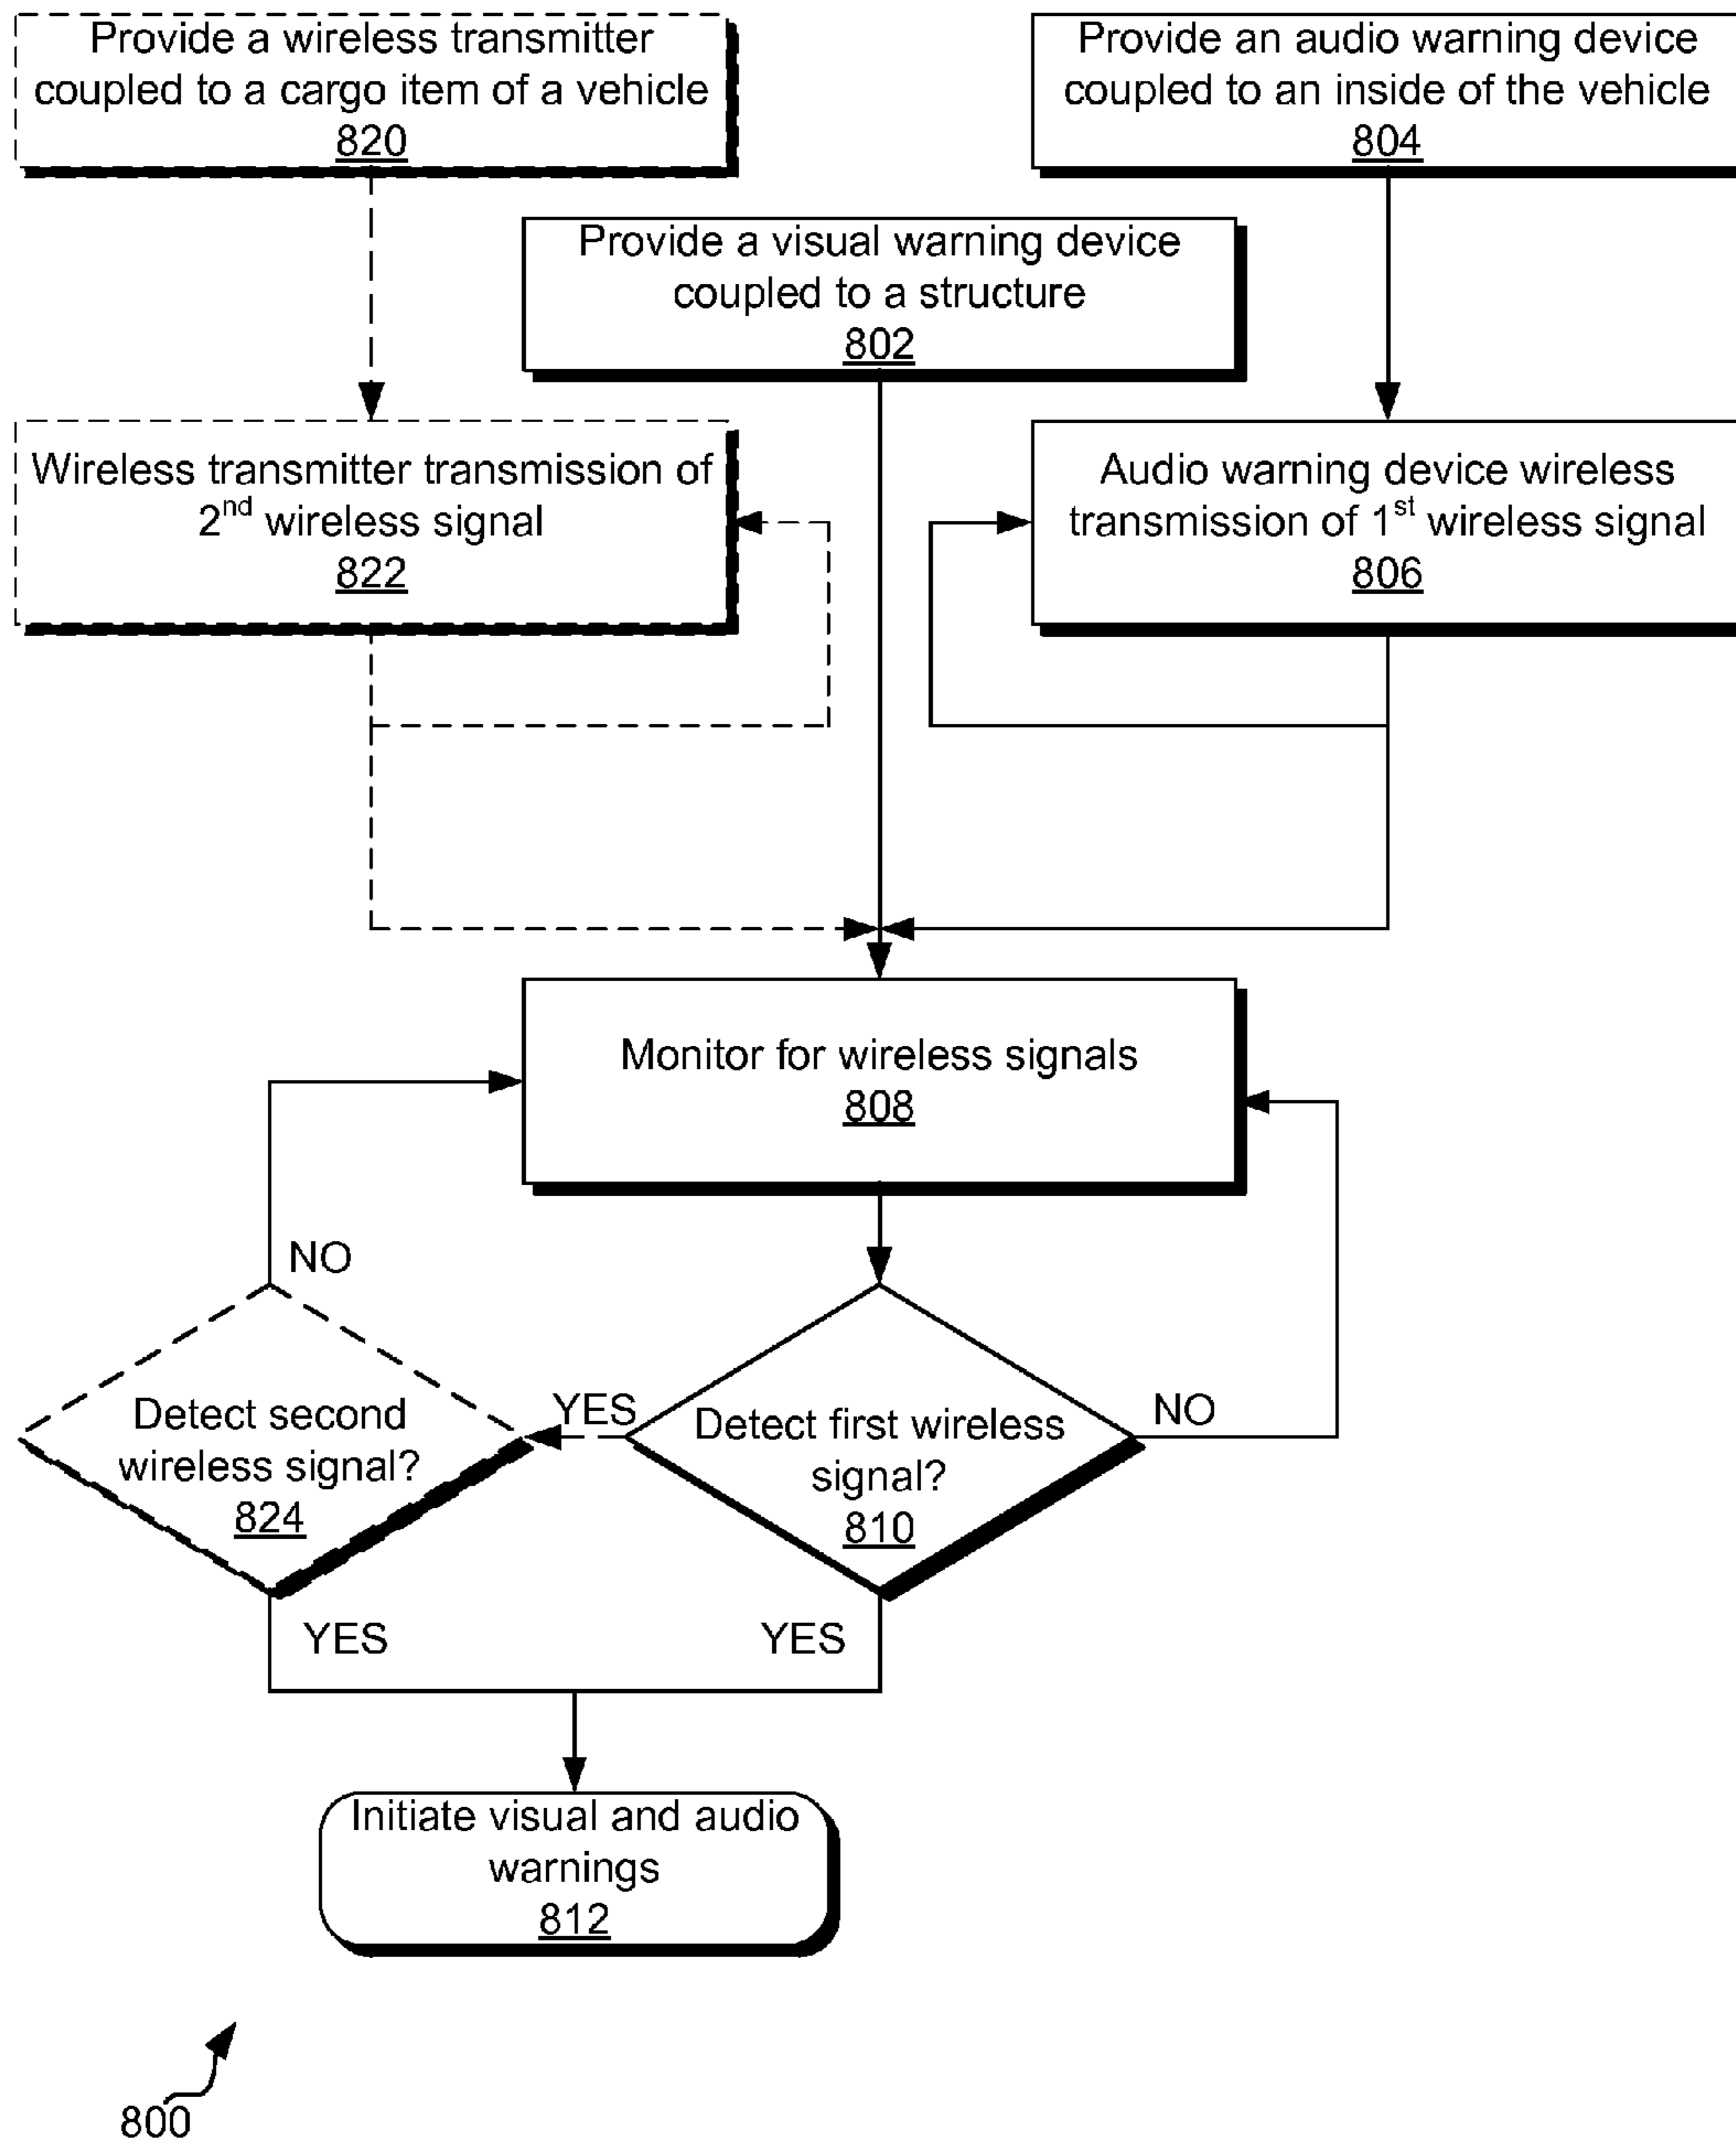 Provide a wireless transmitter
coupled to a cargo item of a vehicle
820
Provide an audio warning device
coupled to an inside of the vehicle
804
Provide a visual warning device
coupled to a structure
802
Wireless transmitter transmission of
2nd wireless signal
822
Audio warning device wireless
transmission of 1st wireless signal
806
Monitor for wireless signals
808
NO
Detect second
wireless signal?
824
YES
Detect first wireless
signal?
810
NO
YES
YES
Initiate visual and audio
warnings
812
800